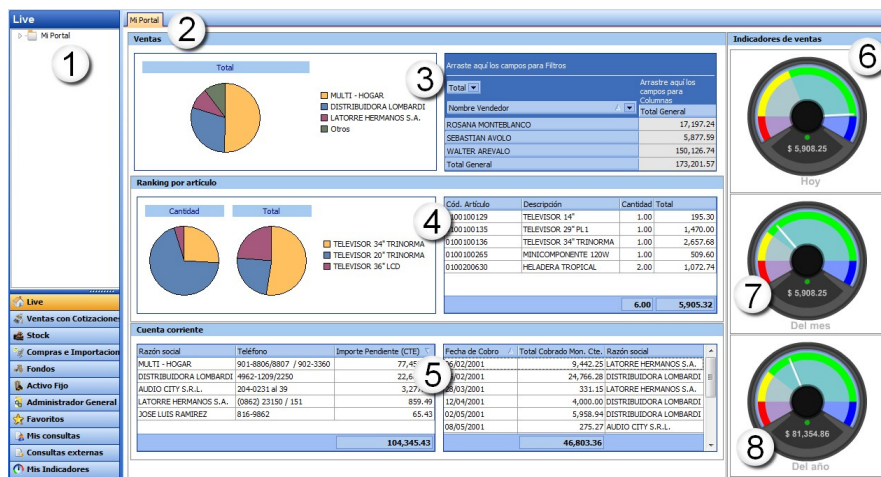 Live
Mi Portal
1
Live
Ventas con Cotizaciones
Stock
Compras e Importacion
Fondos
Activo Fijo
Administrador General
Favoritos
Mis consultas
Consultas externas
Mis Indicadores
Mi Portal
2
Ventas
Total
MULTI - HOGAR
DISTRIBUIDORA LOMBARDI
LATORRE HERMANOS S.A.
Otros
3
Arraste aquí los campos para Filtros
Total
Arrastre aquí los campos para Columnas
Nombre Vendedor
Total General
ROSANA MONTEBLANCO 17,197.24
SEBASTIAN AVOLO 5,877.59
WALTER AREVALO 150,126.74
Total General 173,201.57
Ranking por artículo
Cantidad
Total
TELEVISOR 34" TRINORMA
TELEVISOR 20" TRINORMA
TELEVISOR 36" LCD
4
Cód. Artículo Descripción Cantidad Total
0100100129 TELEVISOR 14" 1.00 195.30
0100100135 TELEVISOR 29" PL1 1.00 1,470.00
0100100136 TELEVISOR 34" TRINORMA 1.00 2,657.68
0100100265 MINICOMPONENTE 120W 1.00 509.60
0100200630 HELADERA TROPICAL 2.00 1,072.74
6.00 5,905.32
Cuenta corriente
Razón social Teléfono Importe Pendiente (CTE)
MULTI - HOGAR 901-8806/8807 / 902-3360
DISTRIBUIDORA LOMBARDI 4962-1209/2250
AUDIO CITY S.R.L. 204-0231 al 39
LATORRE HERMANOS S.A. (0862) 23150 / 151 859.49
JOSE LUIS RAMIREZ 816-9862 65.43
104,345.43
5
Fecha de Cobro Total Cobrado Mon. Cte. Razón social
9,442.25 LATORRE HERMANOS S.A.
24,766.28 DISTRIBUIDORA LOMBARDI
331.15 LATORRE HERMANOS S.A.
12/04/2001 4,000.00 DISTRIBUIDORA LOMBARDI
02/05/2001 5,958.94 DISTRIBUIDORA LOMBARDI
08/05/2001 275.27 AUDIO CITY S.R.L.
46,803.36
Indicadores de ventas
6
$ 5,908.25
Hoy
7
$ 5,908.25
Del mes
8
$ 81,354.86
Del año